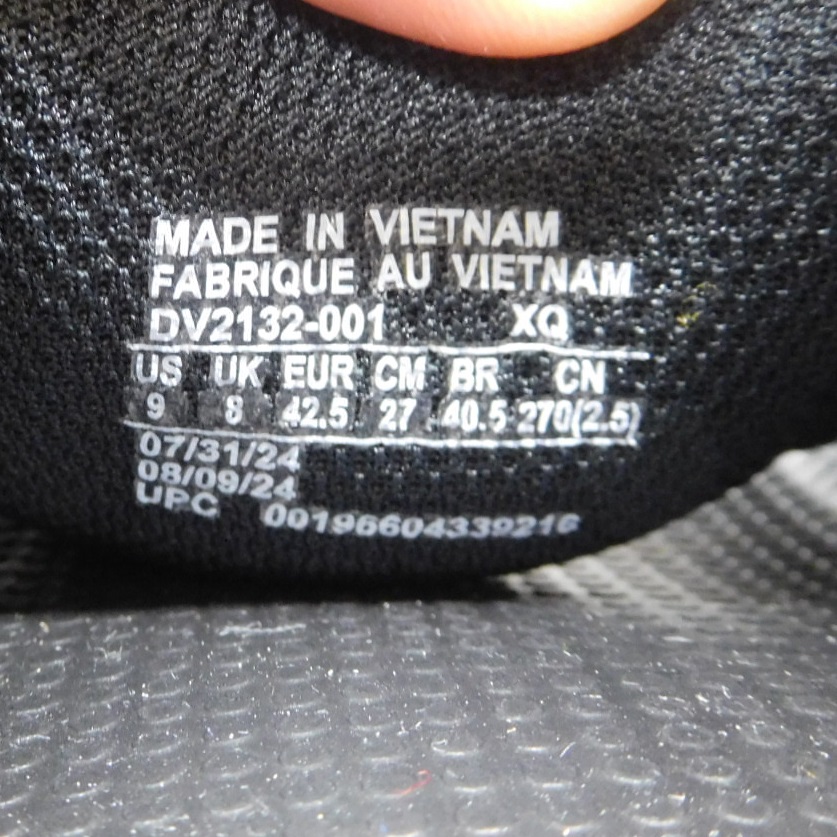 MADE IN VIETNAM
FABRIQUE AU VIETNAM
DV2132-001 XQ
US UK EUR CM BR CN
9 8 42.5 27 40.5 270(2.5)
07/31/24
08/09/24
UPC 00196604339216